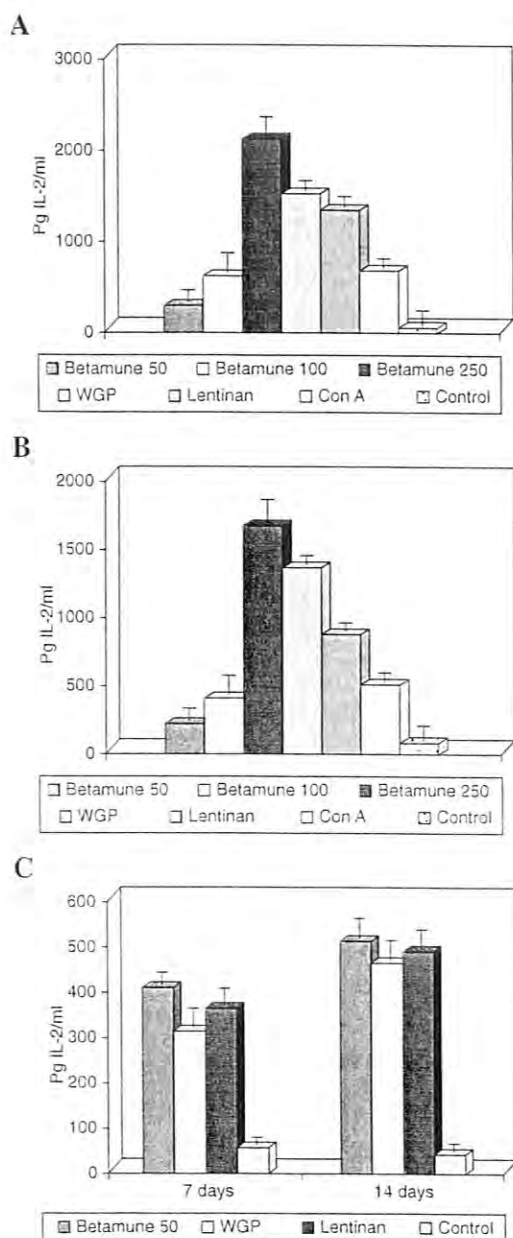 A
3000
2000
1000
0
Pg IL-2/ml
Betamune 50 Betamune 100 Betamune 250
WGP Lentinan Con A Control
B
2000
1500
1000
500
0
Pg IL-2/ml
Betamune 50 Betamune 100 Betamune 250
WGP Lentinan Con A Control
C
600
500
400
300
200
100
0
Pg IL-2/ml
7 days 14 days
Betamune 50 WGP Lentinan Control